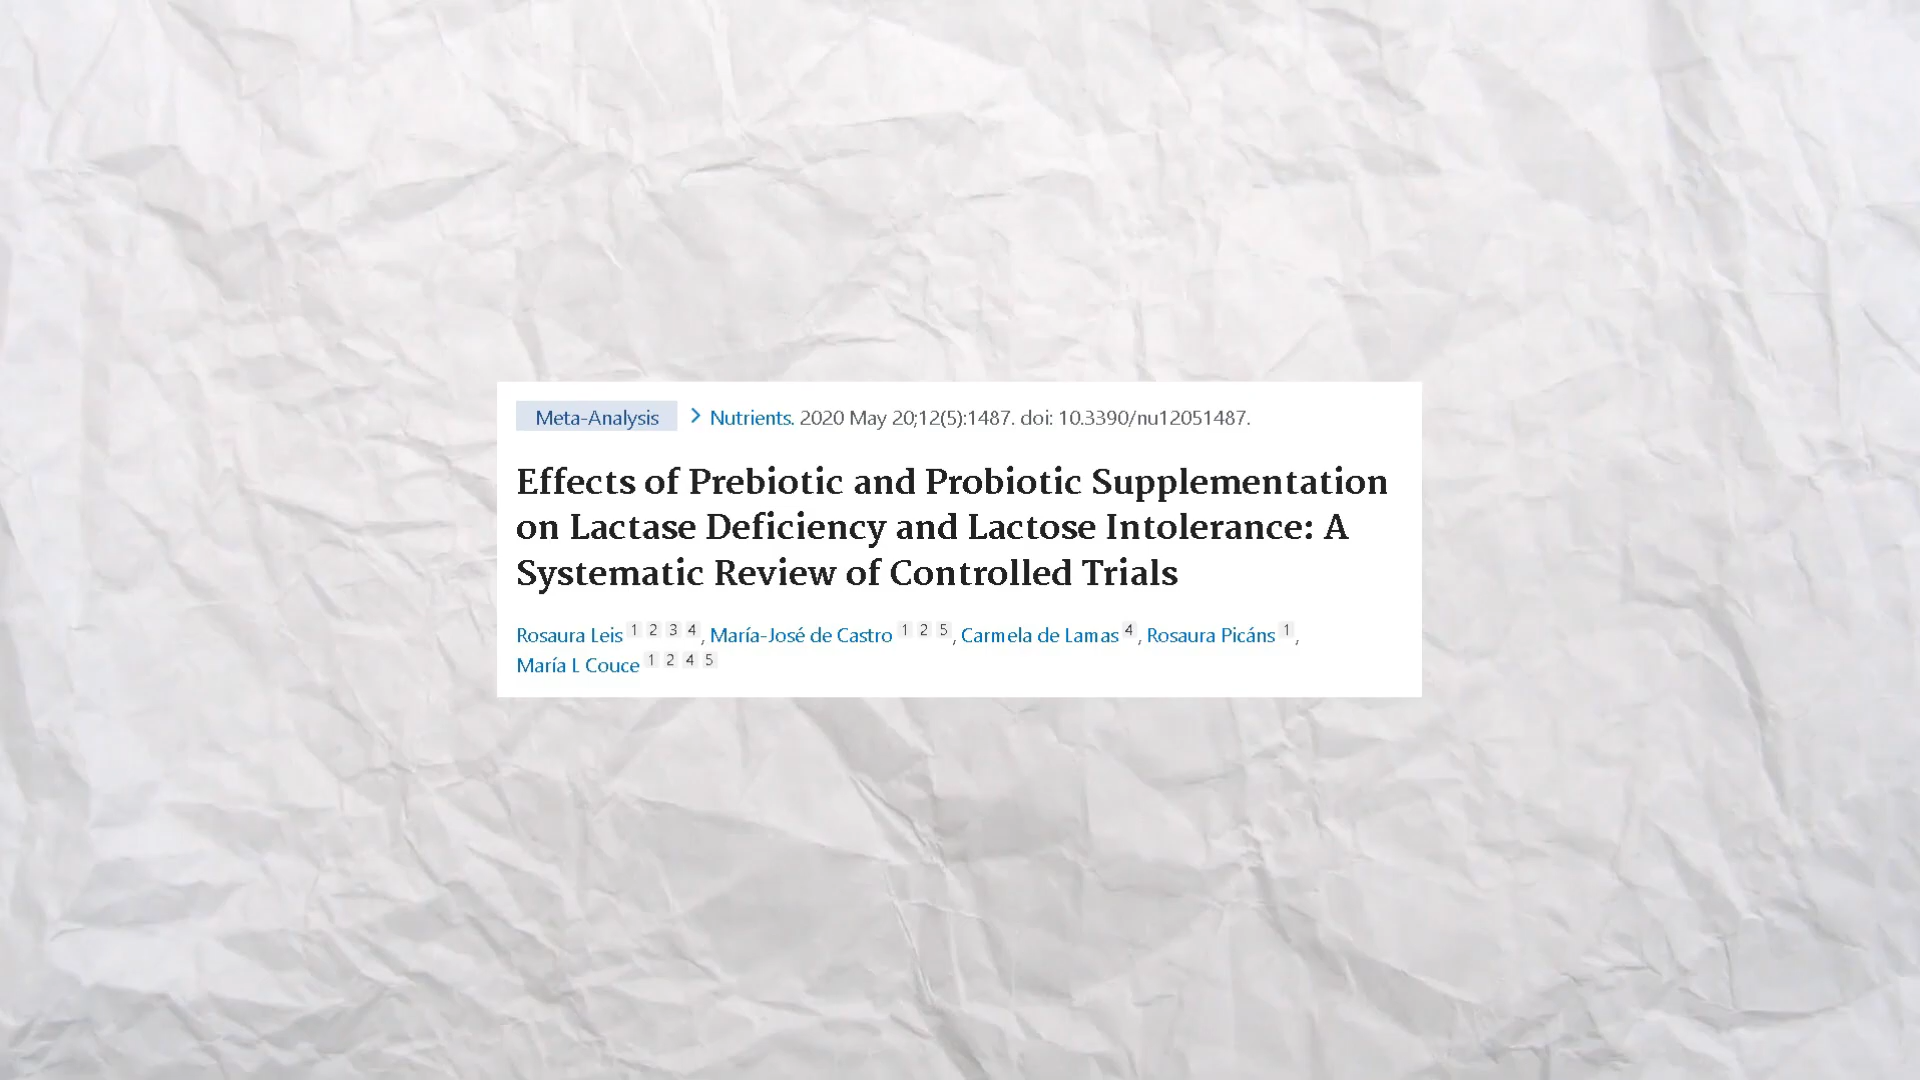 Meta-Analysis > Nutrients. 2020 May 20;12(5):1487. doi: 10.3390/nu12051487.
Effects of Prebiotic and Probiotic Supplementation
on Lactase Deficiency and Lactose Intolerance: A
Systematic Review of Controlled Trials
Rosaura Leis 1 2 3 4, María-José de Castro 1 2 5, Carmela de Lamas 4, Rosaura Picáns 1,
María L Couce 1 2 4 5